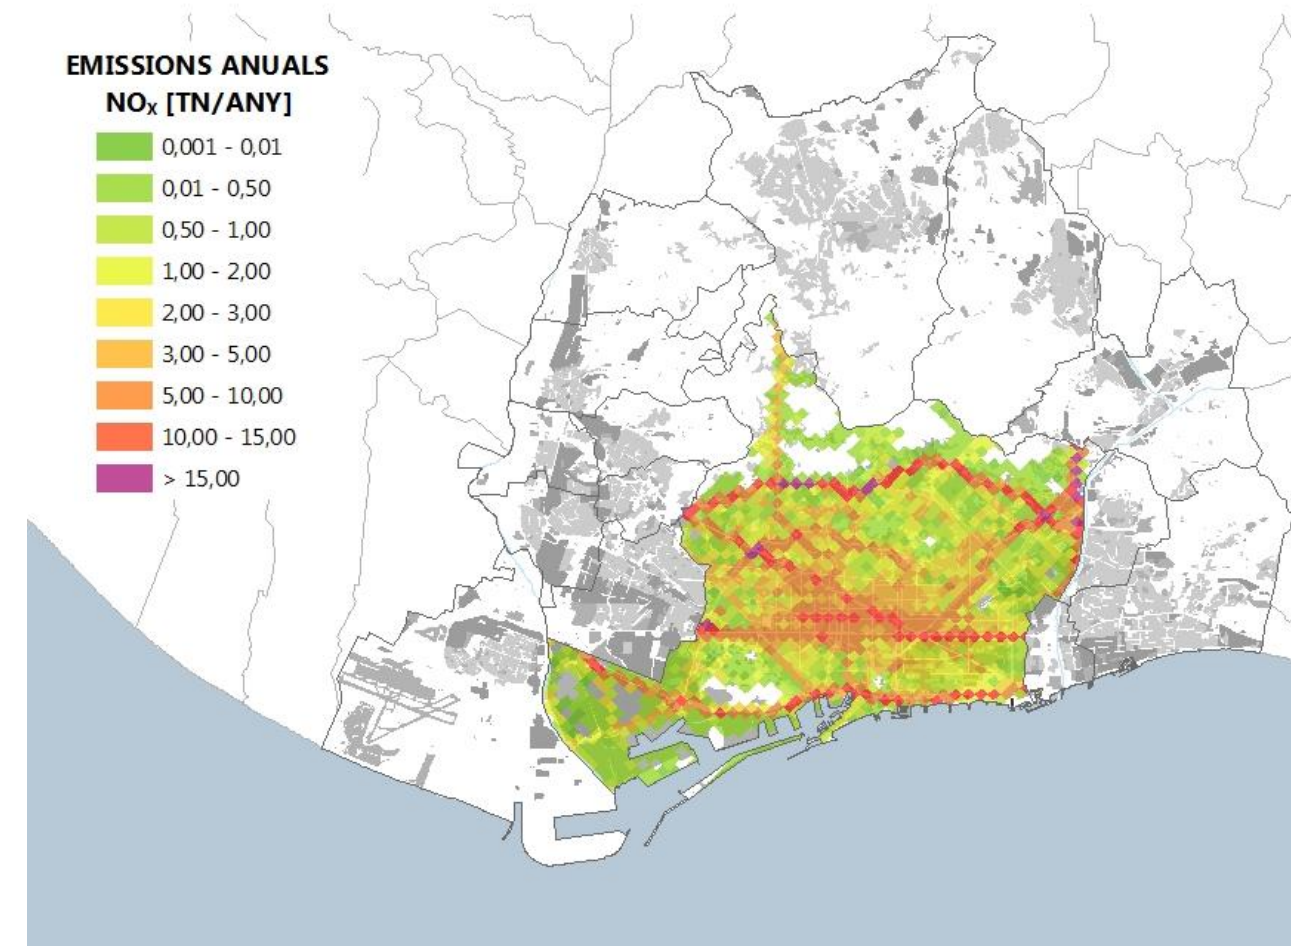 EMISSIONS ANUALS
NOₓ [TN/ANY]
0,001 - 0,01
0,01 - 0,50
0,50 - 1,00
1,00 - 2,00
2,00 - 3,00
3,00 - 5,00
5,00 - 10,00
10,00 - 15,00
> 15,00